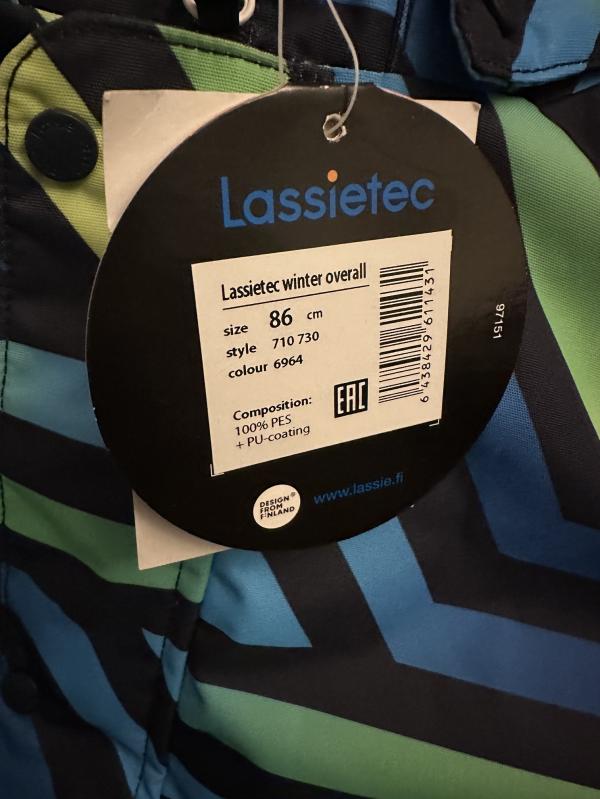 Lassietec
Lassietec winter overall
size 86 cm
style 710 730
colour 6964
Composition:
100% PES
+ PU-coating
EAC
6 438429 611431
97151
DESIGN®
FROM
FINLAND
www.lassie.fi